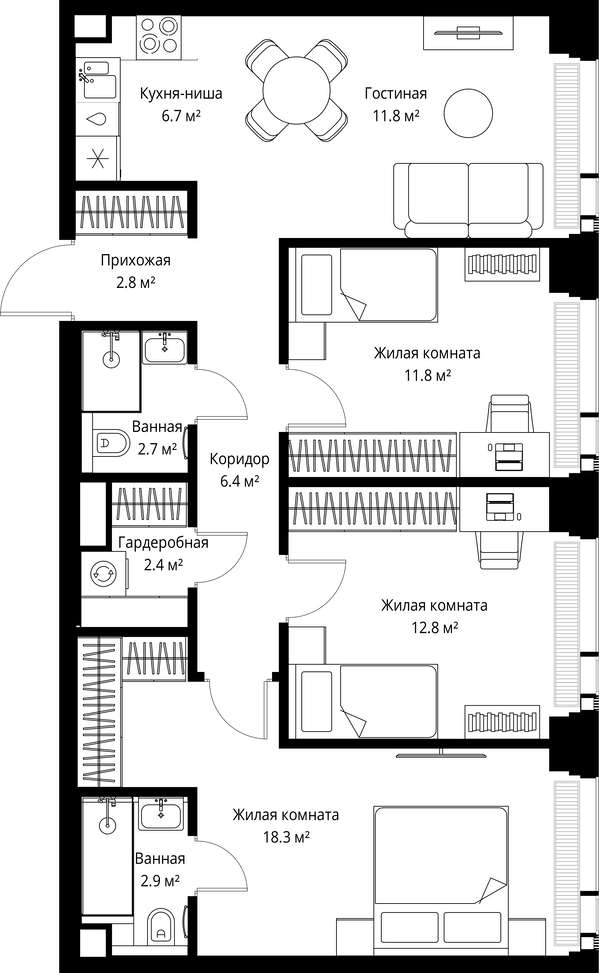 Кухня-ниша
6.7 м²
Гостиная
11.8 м²
Прихожая
2.8 м²
Жилая комната
11.8 м²
Ванная
2.7 м²
Коридор
6.4 м²
Гардеробная
2.4 м²
Жилая комната
12.8 м²
Жилая комната
18.3 м²
Ванная
2.9 м²